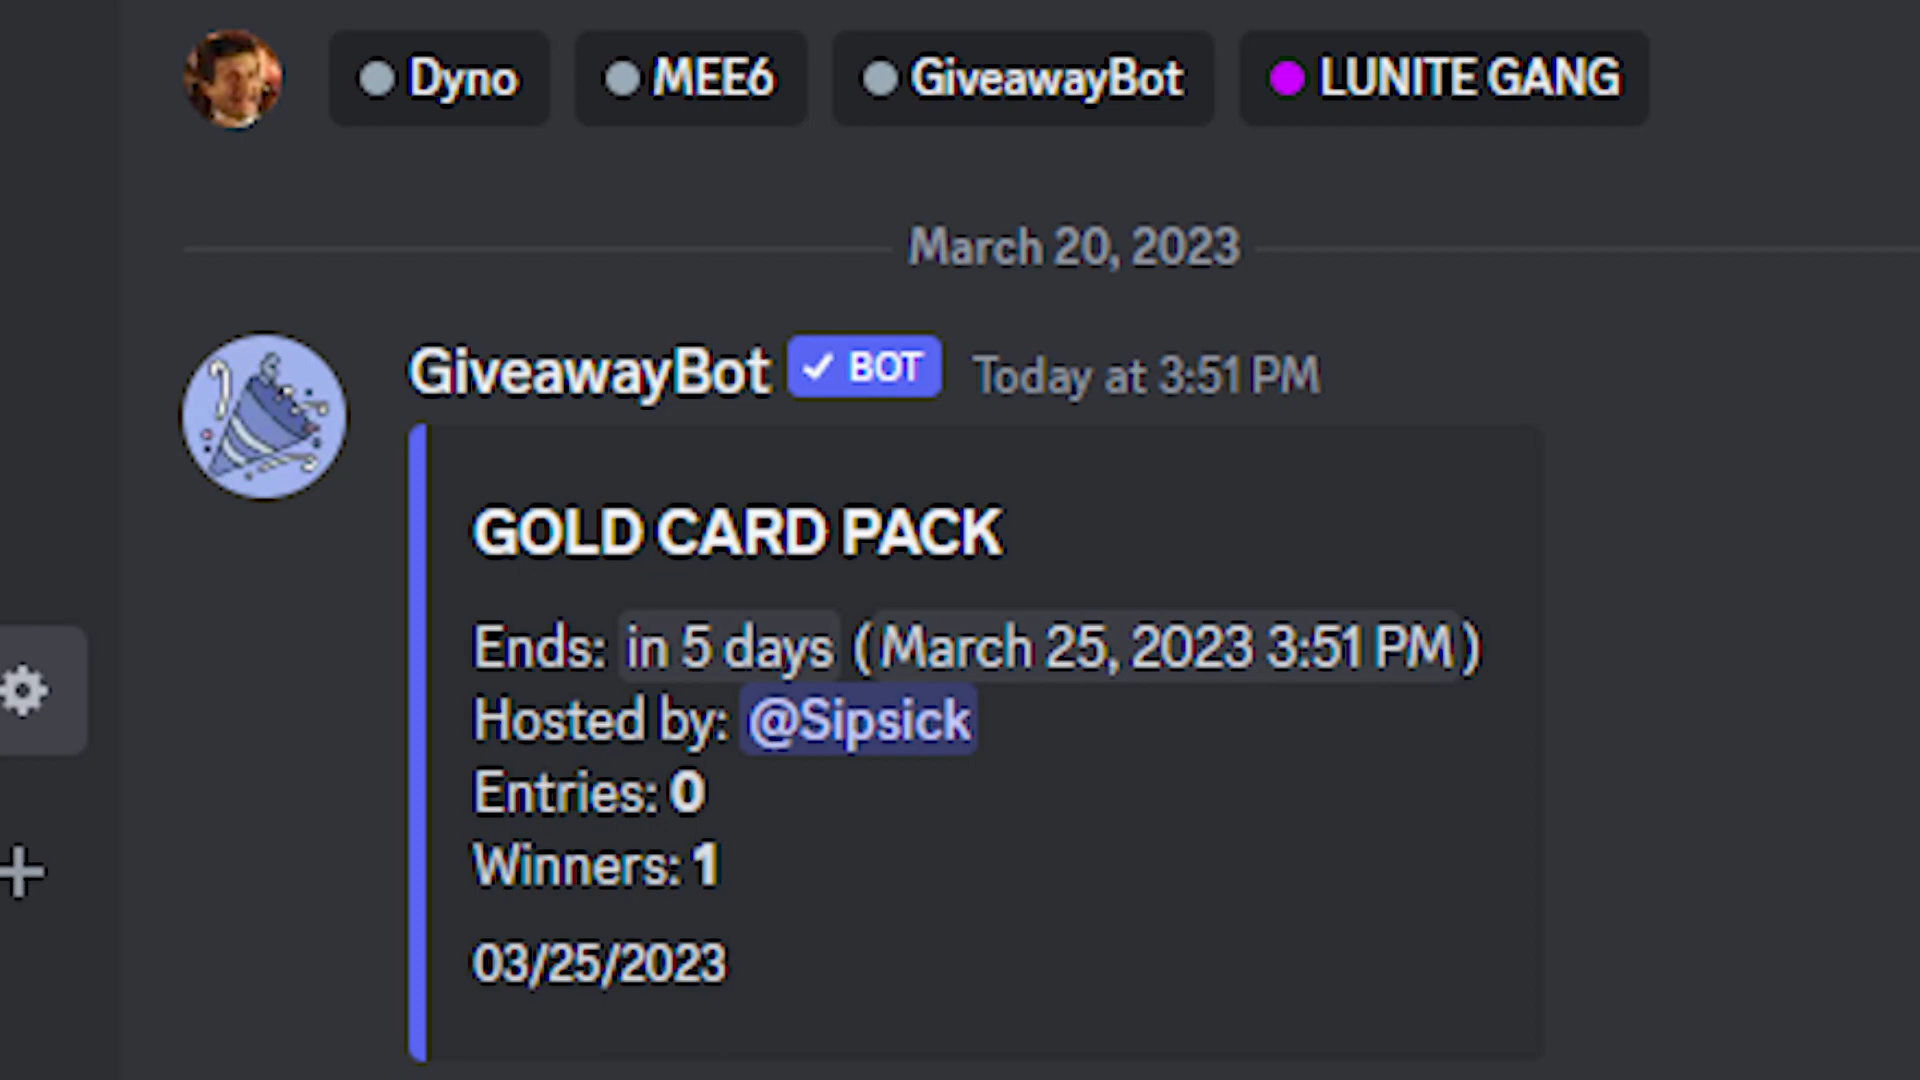 Dyno MEE6 GiveawayBot LUNITE GANG
March 20, 2023
GiveawayBot ✓ BOT Today at 3:51 PM
GOLD CARD PACK
Ends: in 5 days (March 25, 2023 3:51 PM)
Hosted by: @Sipsick
Entries: 0
Winners: 1
03/25/2023